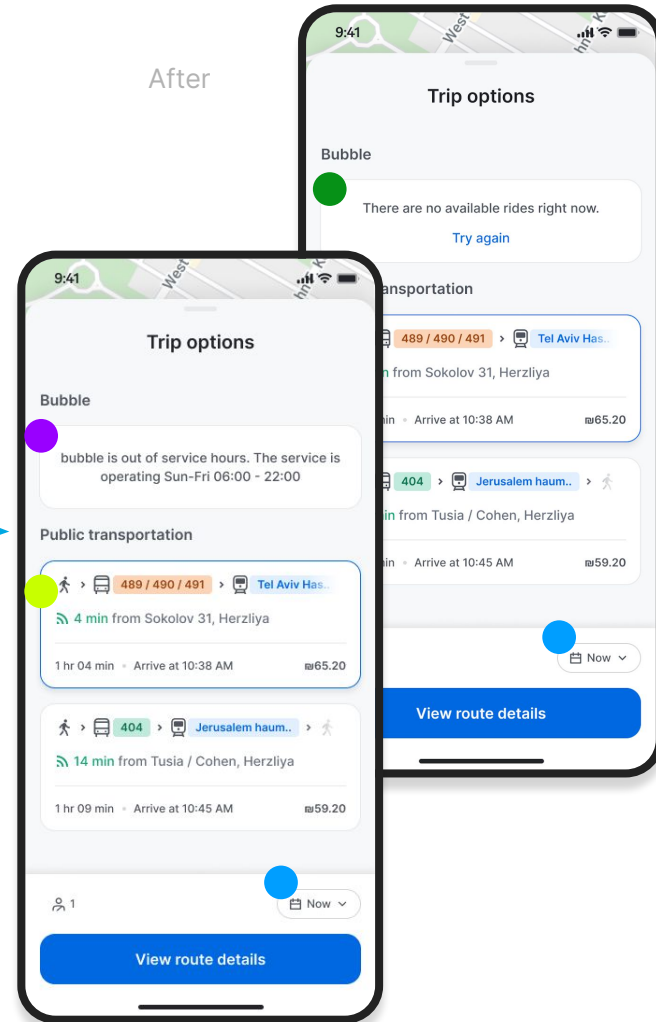 After
9:41
West
Trip options
Bubble
There are no available rides right now.
Try again
ansportation
489 / 490 / 491
Tel Aviv Has..
from Sokolov 31, Herzliya
Arrive at 10:38 AM
₪65.20
404
Jerusalem haum..
from Tusia / Cohen, Herzliya
Arrive at 10:45 AM
₪59.20
Now
View route details
9:41
West
Trip options
Bubble
bubble is out of service hours. The service is
operating Sun-Fri 06:00 - 22:00
Public transportation
489 / 490 / 491
Tel Aviv Has..
4 min from Sokolov 31, Herzliya
1 hr 04 min • Arrive at 10:38 AM
₪65.20
404
Jerusalem haum..
14 min from Tusia / Cohen, Herzliya
1 hr 09 min • Arrive at 10:45 AM
₪59.20
1
Now
View route details